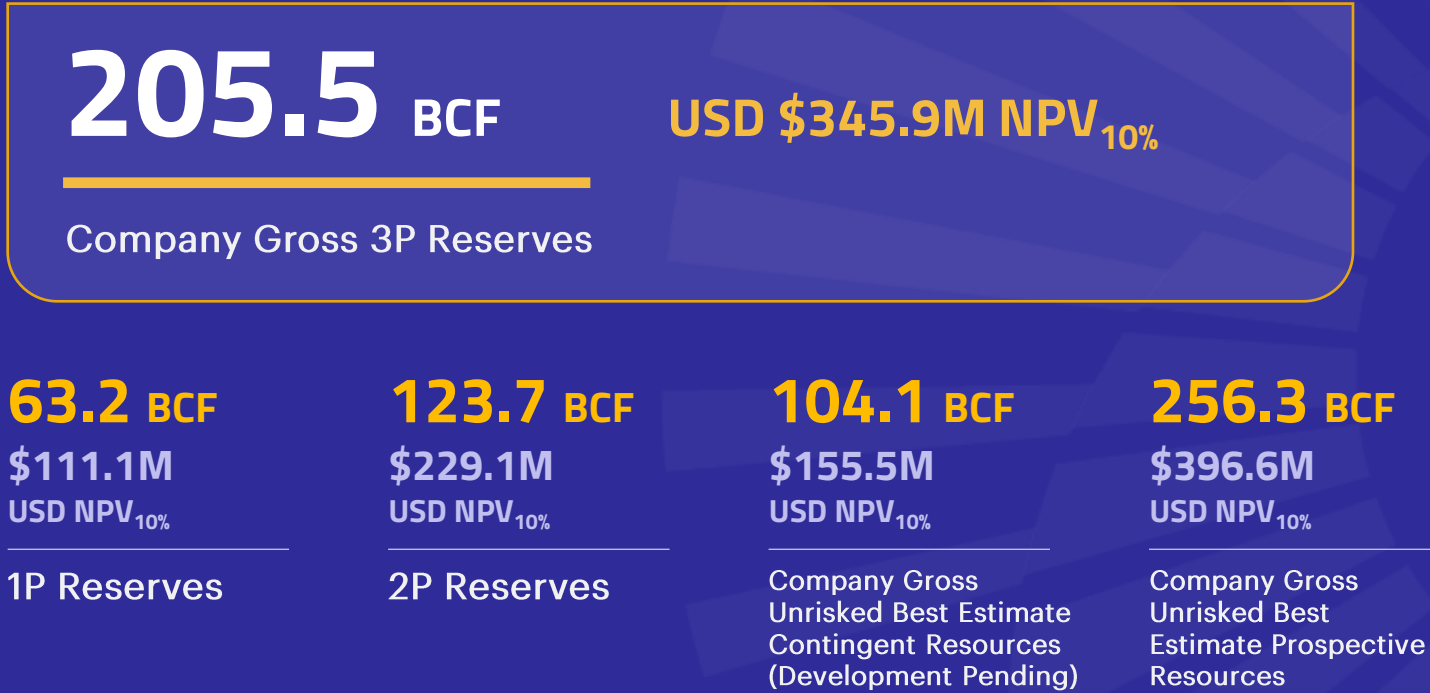 205.5 BCF
USD $345.9M NPV10%
Company Gross 3P Reserves
63.2 BCF
$111.1M
USD NPV10%
1P Reserves
123.7 BCF
$229.1M
USD NPV10%
2P Reserves
104.1 BCF
$155.5M
USD NPV10%
Company Gross
Unrisked Best Estimate
Contingent Resources
(Development Pending)
256.3 BCF
$396.6M
USD NPV10%
Company Gross
Unrisked Best
Estimate Prospective
Resources